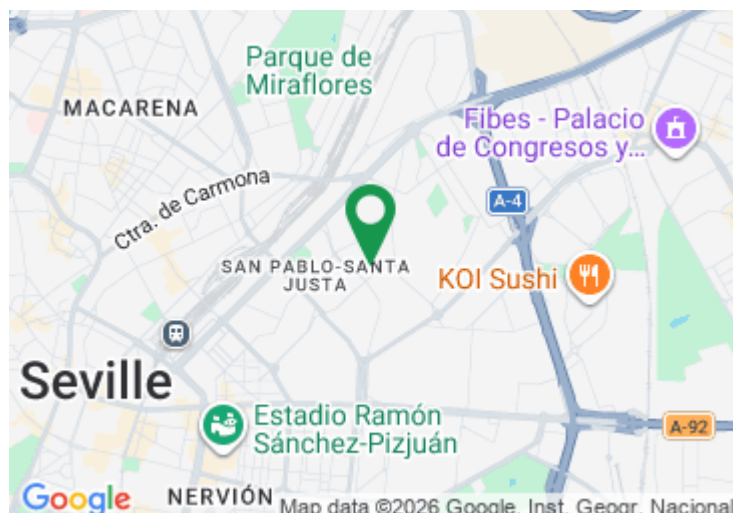 Parque de
Miraflores
MACARENA
Fibes - Palacio
de Congresos y...
Ctra. de Carmona
A-4
SAN PABLO-SANTA
JUSTA
KOI Sushi
Seville
Estadio Ramón
Sánchez-Pizjuán
A-92
Google
NERVIÓN
Map data ©2026 Google, Inst. Geogr. Nacional